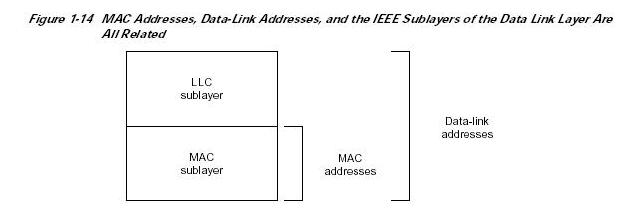 Figure 1-14 MAC Addresses, Data-Link Addresses, and the IEEE Sublayers of the Data Link Layer Are
All Related
LLC
sublayer
Data-link
addresses
MAC
sublayer
MAC
addresses